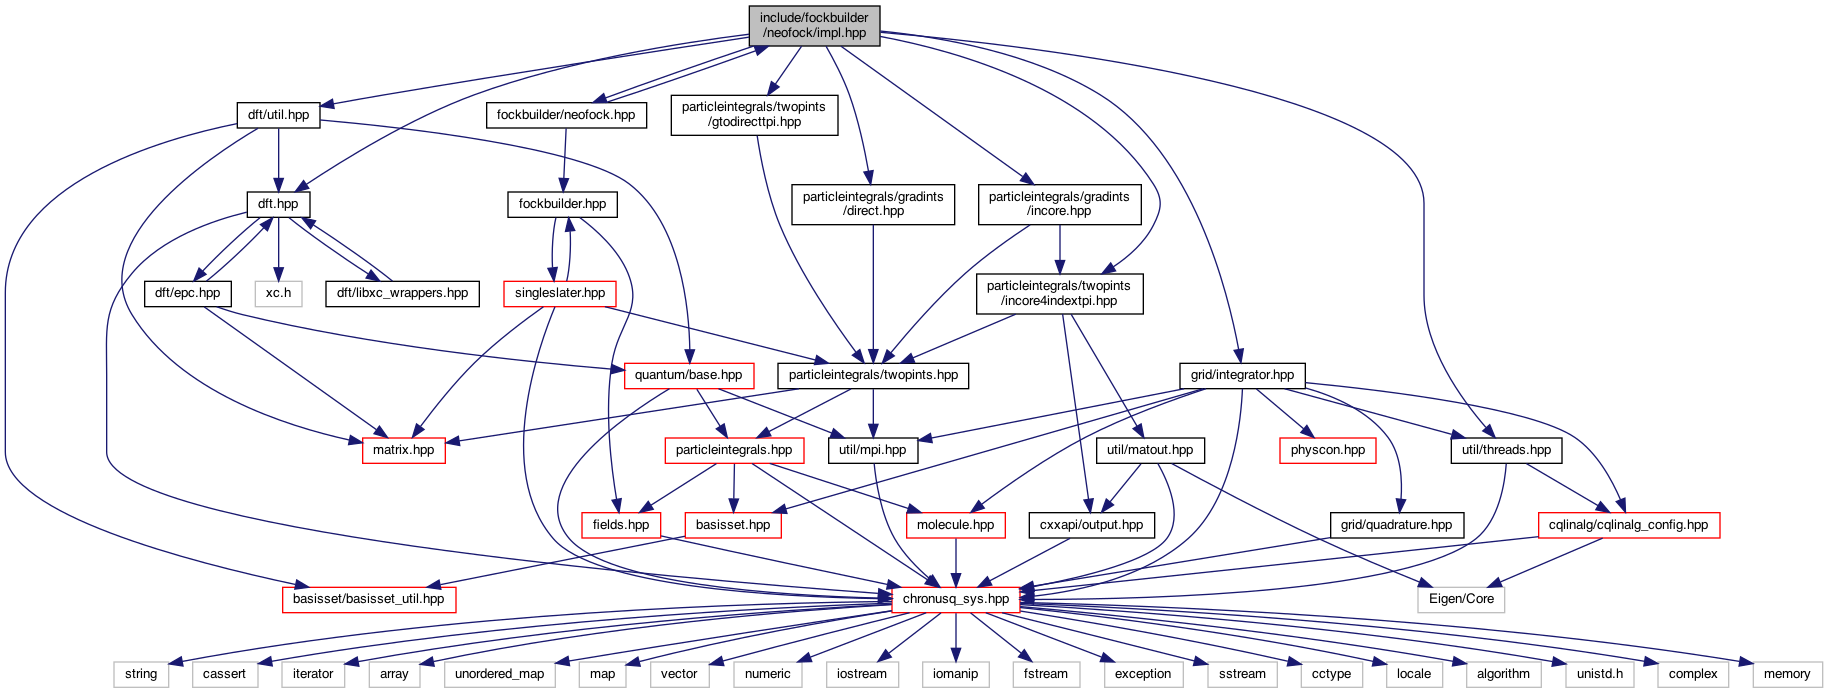 include/fockbuilder
/neofock/impl.hpp
dft/util.hpp
fockbuilder/neofock.hpp
particleintegrals/twopints
/gtodirecttpi.hpp
dft.hpp
fockbuilder.hpp
particleintegrals/gradints
/direct.hpp
particleintegrals/gradints
/incore.hpp
dft/epc.hpp
xc.h
dft/libxc_wrappers.hpp
singleslater.hpp
particleintegrals/twopints
/incore4indextpi.hpp
quantum/base.hpp
particleintegrals/twopints.hpp
grid/integrator.hpp
matrix.hpp
particleintegrals.hpp
util/mpi.hpp
util/matout.hpp
physcon.hpp
util/threads.hpp
fields.hpp
basisset.hpp
molecule.hpp
cxxapi/output.hpp
grid/quadrature.hpp
cqlinalg/cqlinalg_config.hpp
basisset/basisset_util.hpp
chronusq_sys.hpp
Eigen/Core
string
cassert
iterator
array
unordered_map
map
vector
numeric
iostream
iomanip
fstream
exception
sstream
cctype
locale
algorithm
unistd.h
complex
memory